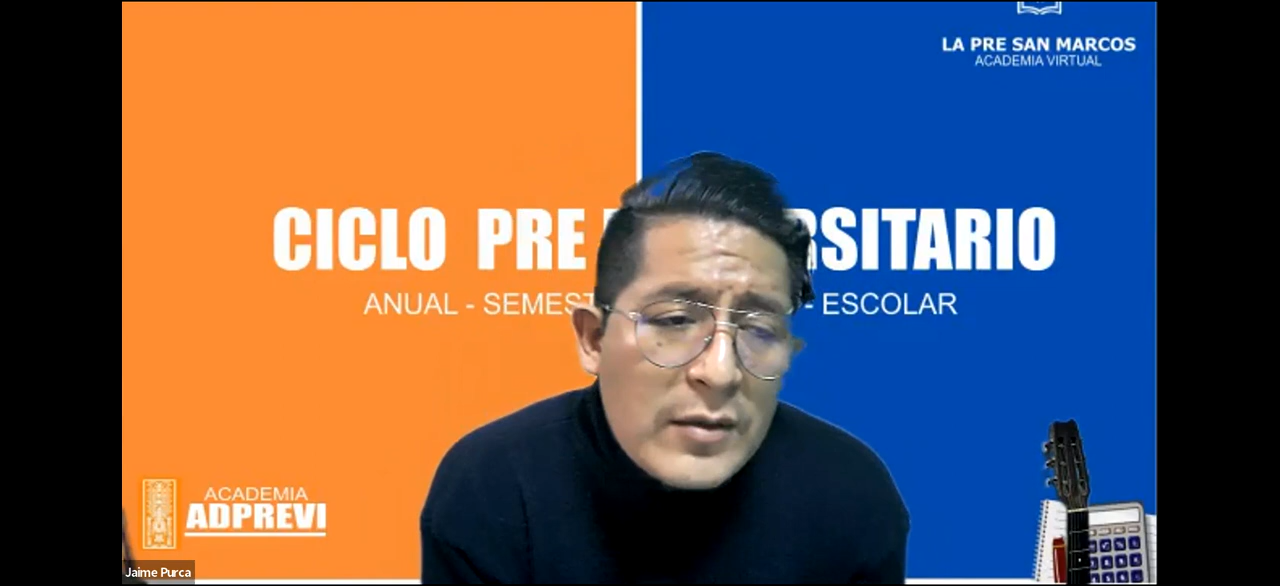 LA PRE SAN MARCOS
ACADEMIA VIRTUAL
CICLO PRE RSITARIO
ANUAL - SEMEST - ESCOLAR
ACADEMIA
ADPREVI
Jaime Purca